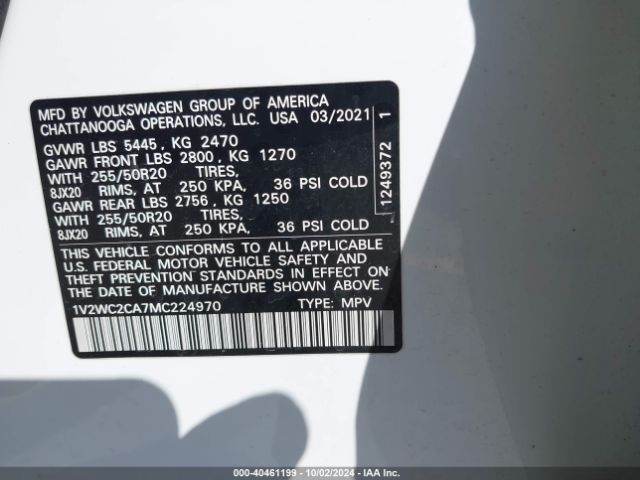 MFD BY VOLKSWAGEN GROUP OF AMERICA
CHATTANOOGA OPERATIONS, LLC. USA 03/2021
GVWR LBS 5445, KG 2470
GAWR FRONT LBS 2800, KG 1270
WITH 255/50R20 TIRES,
8JX20 RIMS, AT 250 KPA, 36 PSI COLD
GAWR REAR LBS 2756, KG 1250
WITH 255/50R20 TIRES,
8JX20 RIMS, AT 250 KPA, 36 PSI COLD
THIS VEHICLE CONFORMS TO ALL APPLICABLE
U.S. FEDERAL MOTOR VEHICLE SAFETY AND
THEFT PREVENTION STANDARDS IN EFFECT ON
THE DATE OF MANUFACTURE SHOWN ABOVE.
1V2WC2CA7MC224970 TYPE: MPV
1249372 1
000-40461199 - 10/02/2024 - IAA Inc.